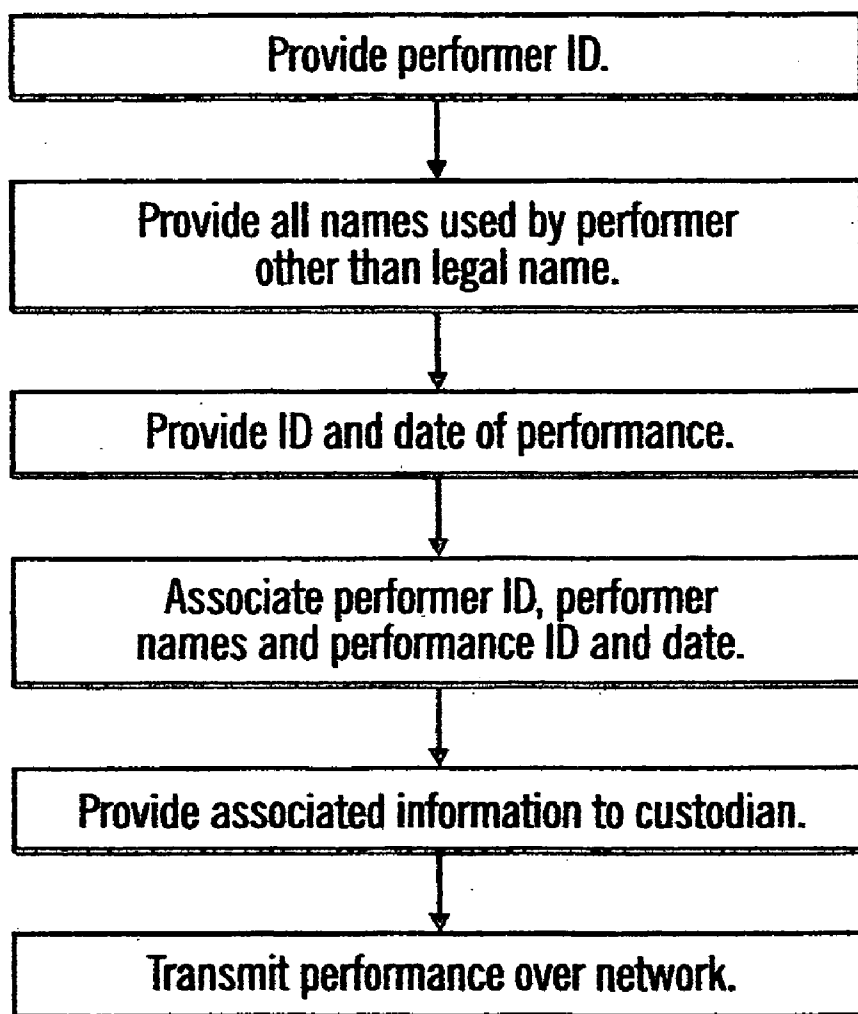 Provide performer ID.
Provide all names used by performer
other than legal name.
Provide ID and date of performance.
Associate performer ID, performer
names and performance ID and date.
Provide associated information to custodian.
Transmit performance over network.